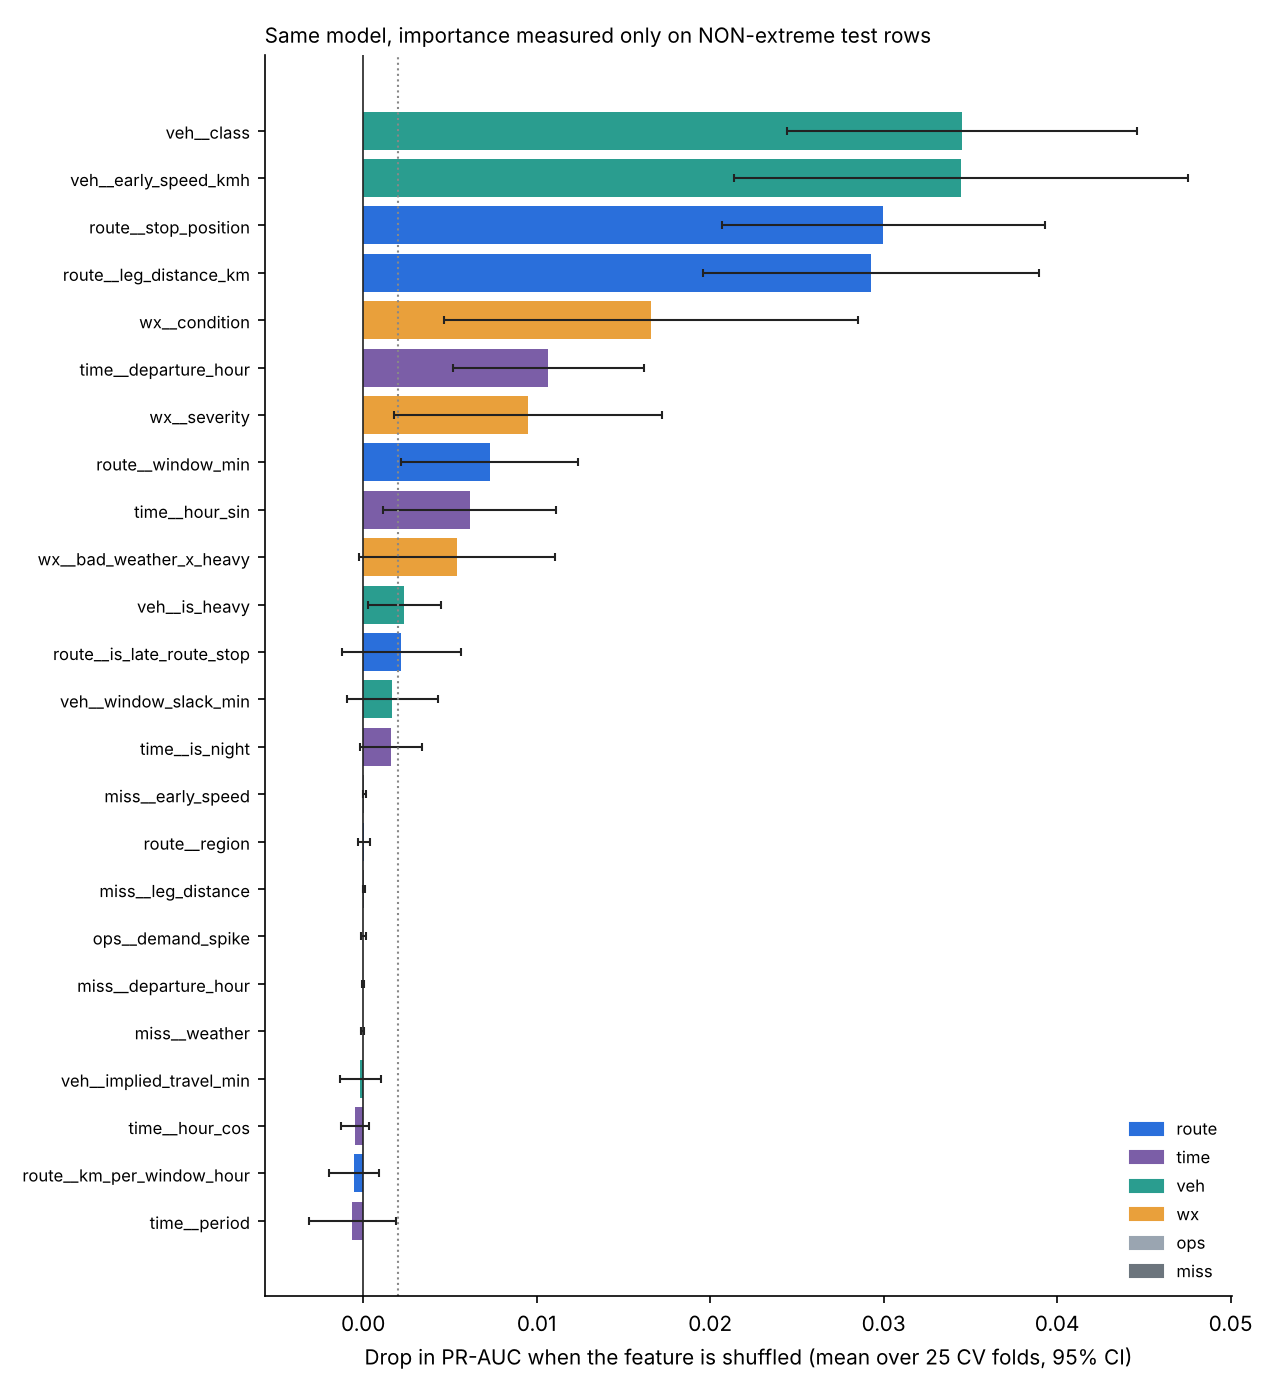 Same model, importance measured only on NON-extreme test rows
veh__class
veh__early_speed_kmh
route__stop_position
route__leg_distance_km
wx__condition
time__departure_hour
wx__severity
route__window_min
time__hour_sin
wx__bad_weather_x_heavy
veh__is_heavy
route__is_late_route_stop
veh__window_slack_min
time__is_night
miss__early_speed
route__region
miss__leg_distance
ops__demand_spike
miss__departure_hour
miss__weather
veh__implied_travel_min
time__hour_cos
route__km_per_window_hour
time__period
route
time
veh
wx
ops
miss
0.00 0.01 0.02 0.03 0.04 0.05
Drop in PR-AUC when the feature is shuffled (mean over 25 CV folds, 95% CI)